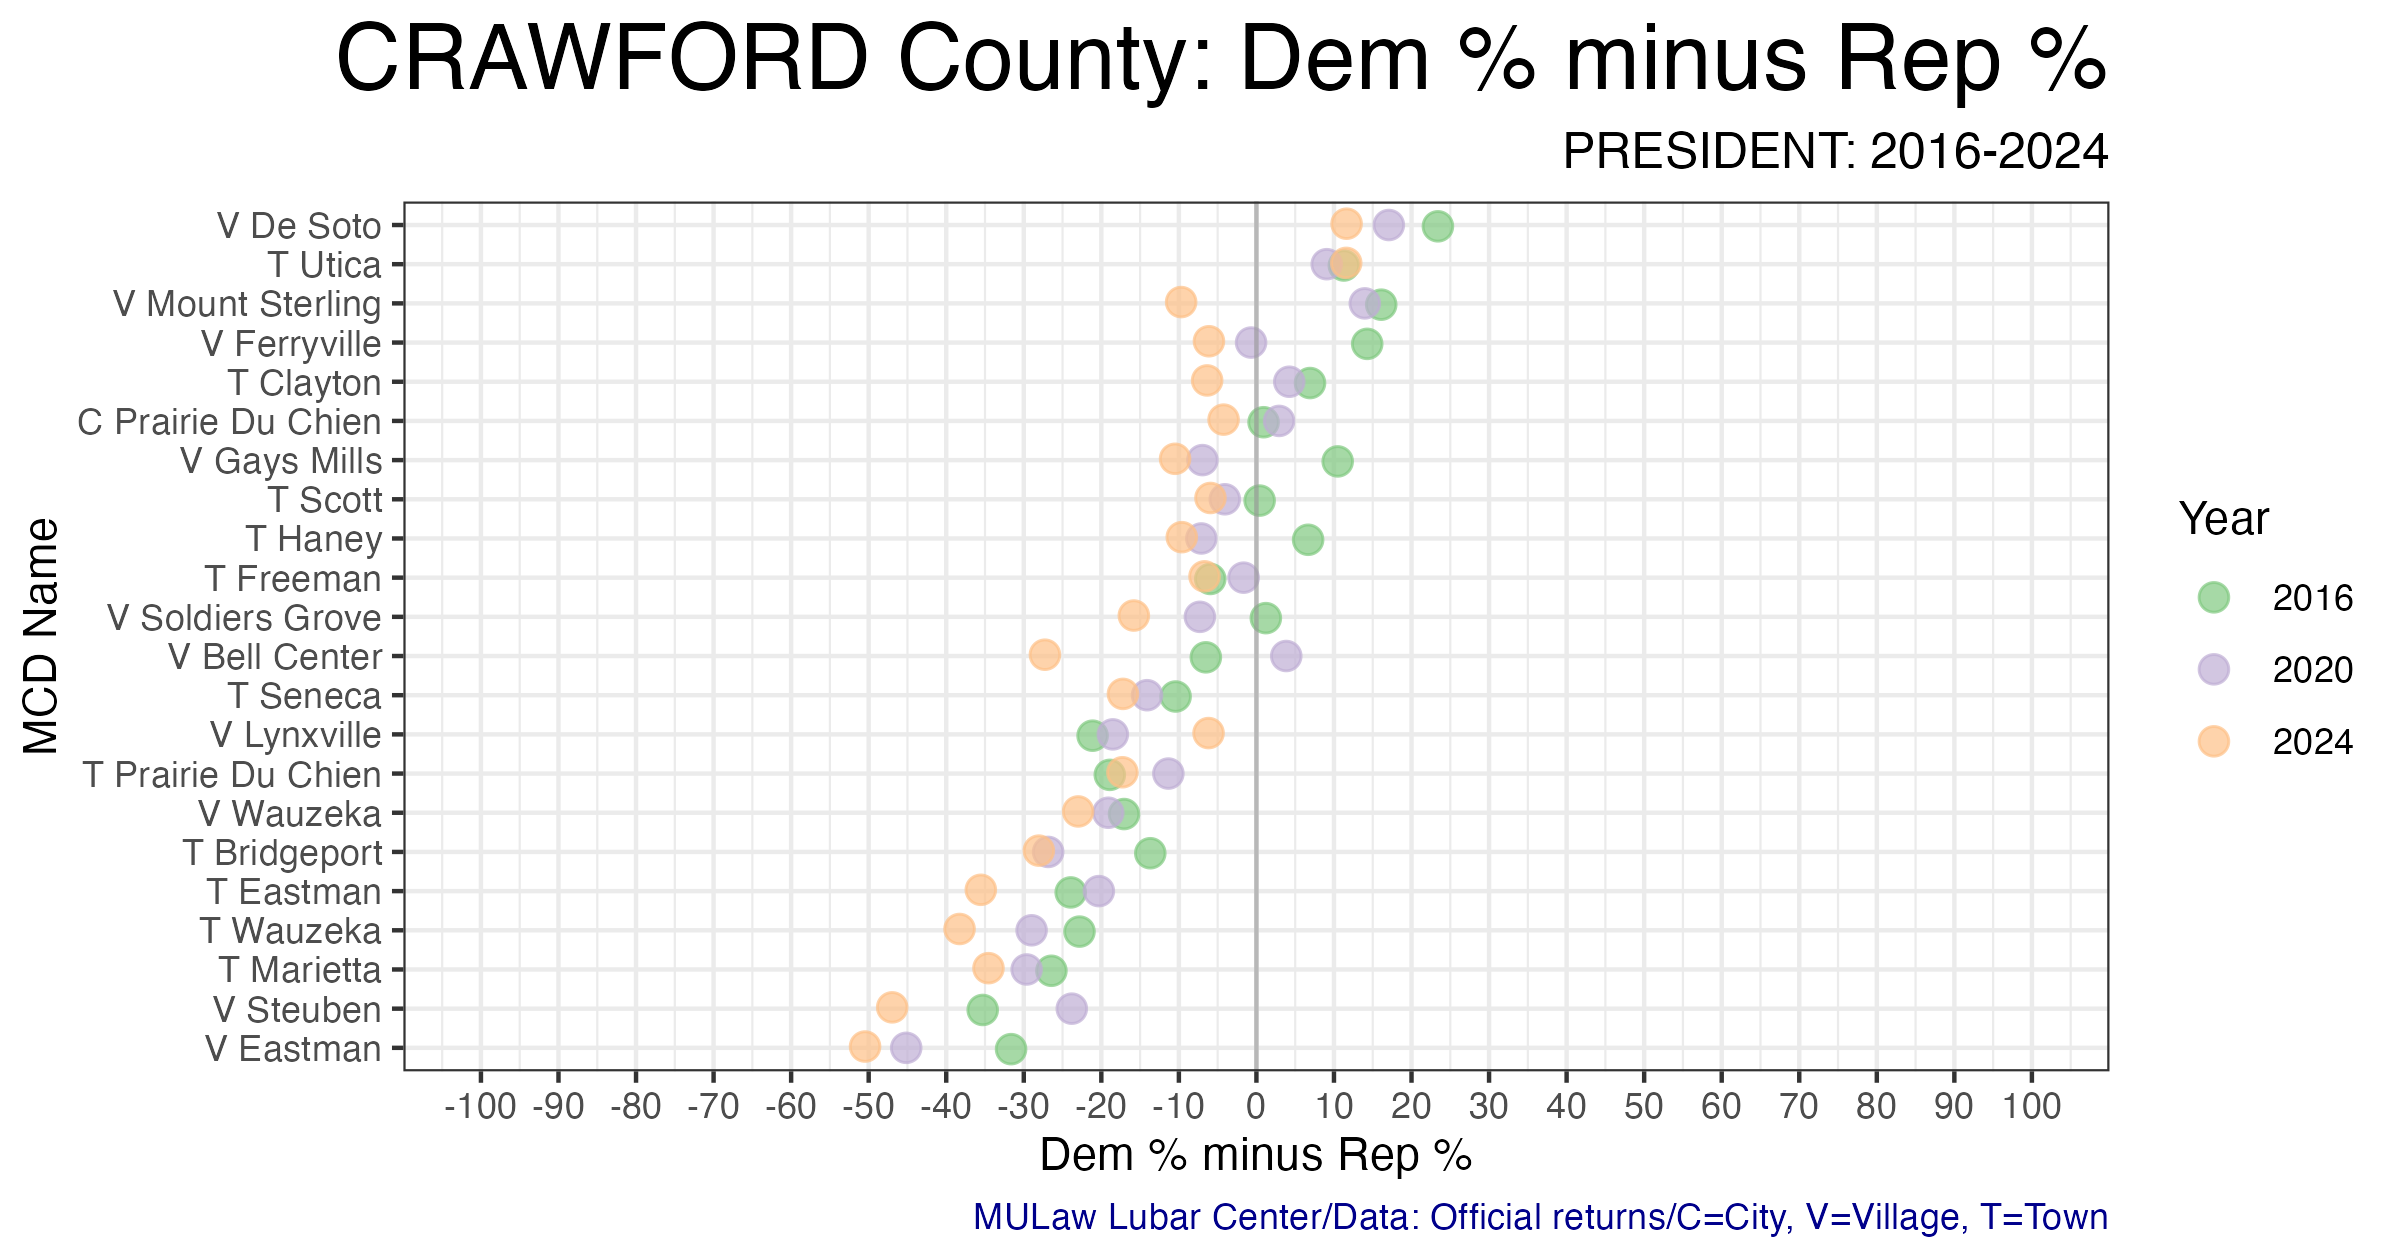 CRAWFORD County: Dem % minus Rep %
PRESIDENT: 2016-2024
V De Soto
T Utica
V Mount Sterling
V Ferryville
T Clayton
C Prairie Du Chien
V Gays Mills
T Scott
T Haney
T Freeman
V Soldiers Grove
V Bell Center
T Seneca
V Lynxville
T Prairie Du Chien
V Wauzeka
T Bridgeport
T Eastman
T Wauzeka
T Marietta
V Steuben
V Eastman
MCD Name
-100 -90 -80 -70 -60 -50 -40 -30 -20 -10 0 10 20 30 40 50 60 70 80 90 100
Dem % minus Rep %
Year
2016
2020
2024
MULaw Lubar Center/Data: Official returns/C=City, V=Village, T=Town